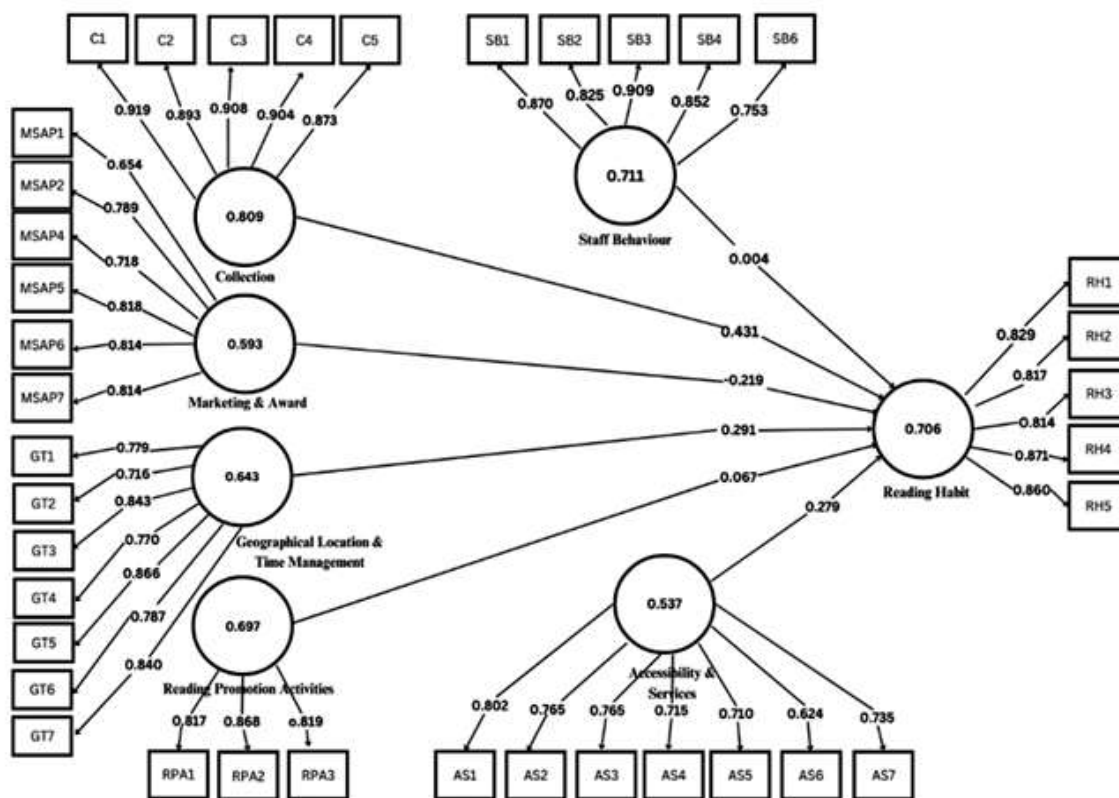 C1 C2 C3 C4 C5
SB1 SB2 SB3 SB4 SB6
0.919 0.893 0.908 0.904 0.873
0.870 0.825 0.909 0.852 0.753
MSAP1
MSAP2
MSAP4
MSAP5
MSAP6
MSAP7
0.654
0.789
0.718
0.818
0.814
0.814
0.809
Collection
0.711
Staff Behaviour
0.593
Marketing & Award
0.004
0.431
-0.219
0.291
0.067
0.279
GT1
GT2
GT3
GT4
GT5
GT6
GT7
0.779
0.716
0.843
0.770
0.866
0.787
0.840
0.643
Geographical Location &
Time Management
0.697
Reading Promotion Activities
0.817 0.868 0.819
RPA1 RPA2 RPA3
0.537
Accessibility &
Services
0.802 0.765 0.765 0.715 0.710 0.624 0.735
AS1 AS2 AS3 AS4 AS5 AS6 AS7
0.706
Reading Habit
0.829
0.817
0.814
0.871
0.860
RH1
RH2
RH3
RH4
RH5